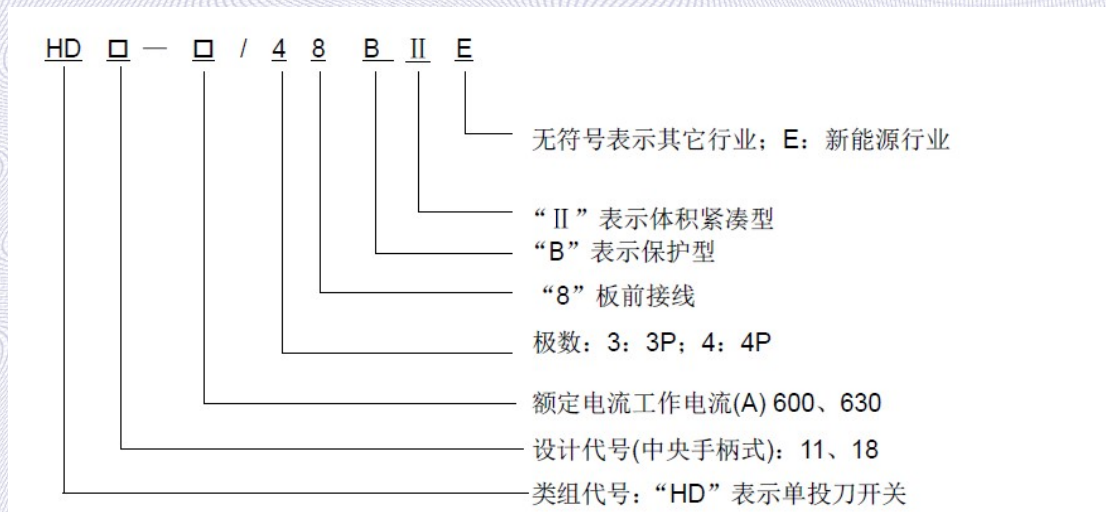 HD □ — □ / 4 8 B Ⅱ E
无符号表示其它行业；E：新能源行业
“Ⅱ”表示体积紧凑型
“B”表示保护型
“8”板前接线
极数：3：3P；4：4P
额定电流工作电流(A) 600、630
设计代号(中央手柄式)：11、18
类组代号：“HD”表示单投刀开关